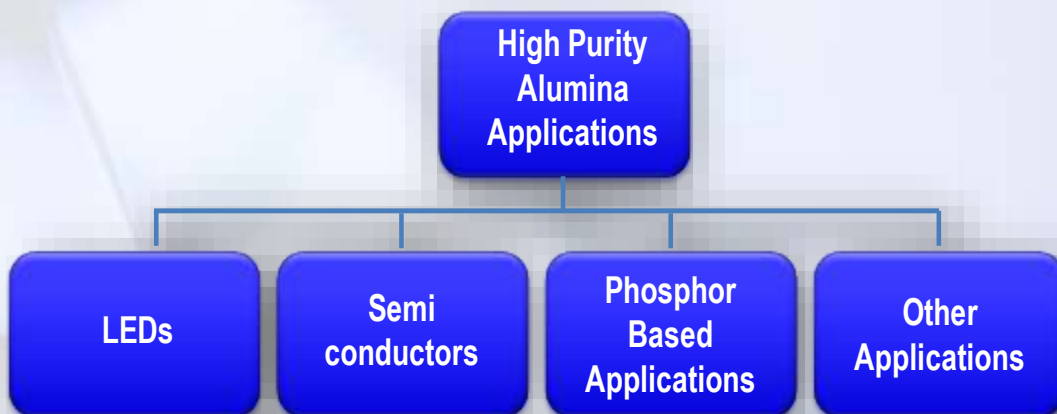 High Purity
Alumina
Applications
LEDs
Semi
conductors
Phosphor
Based
Applications
Other
Applications